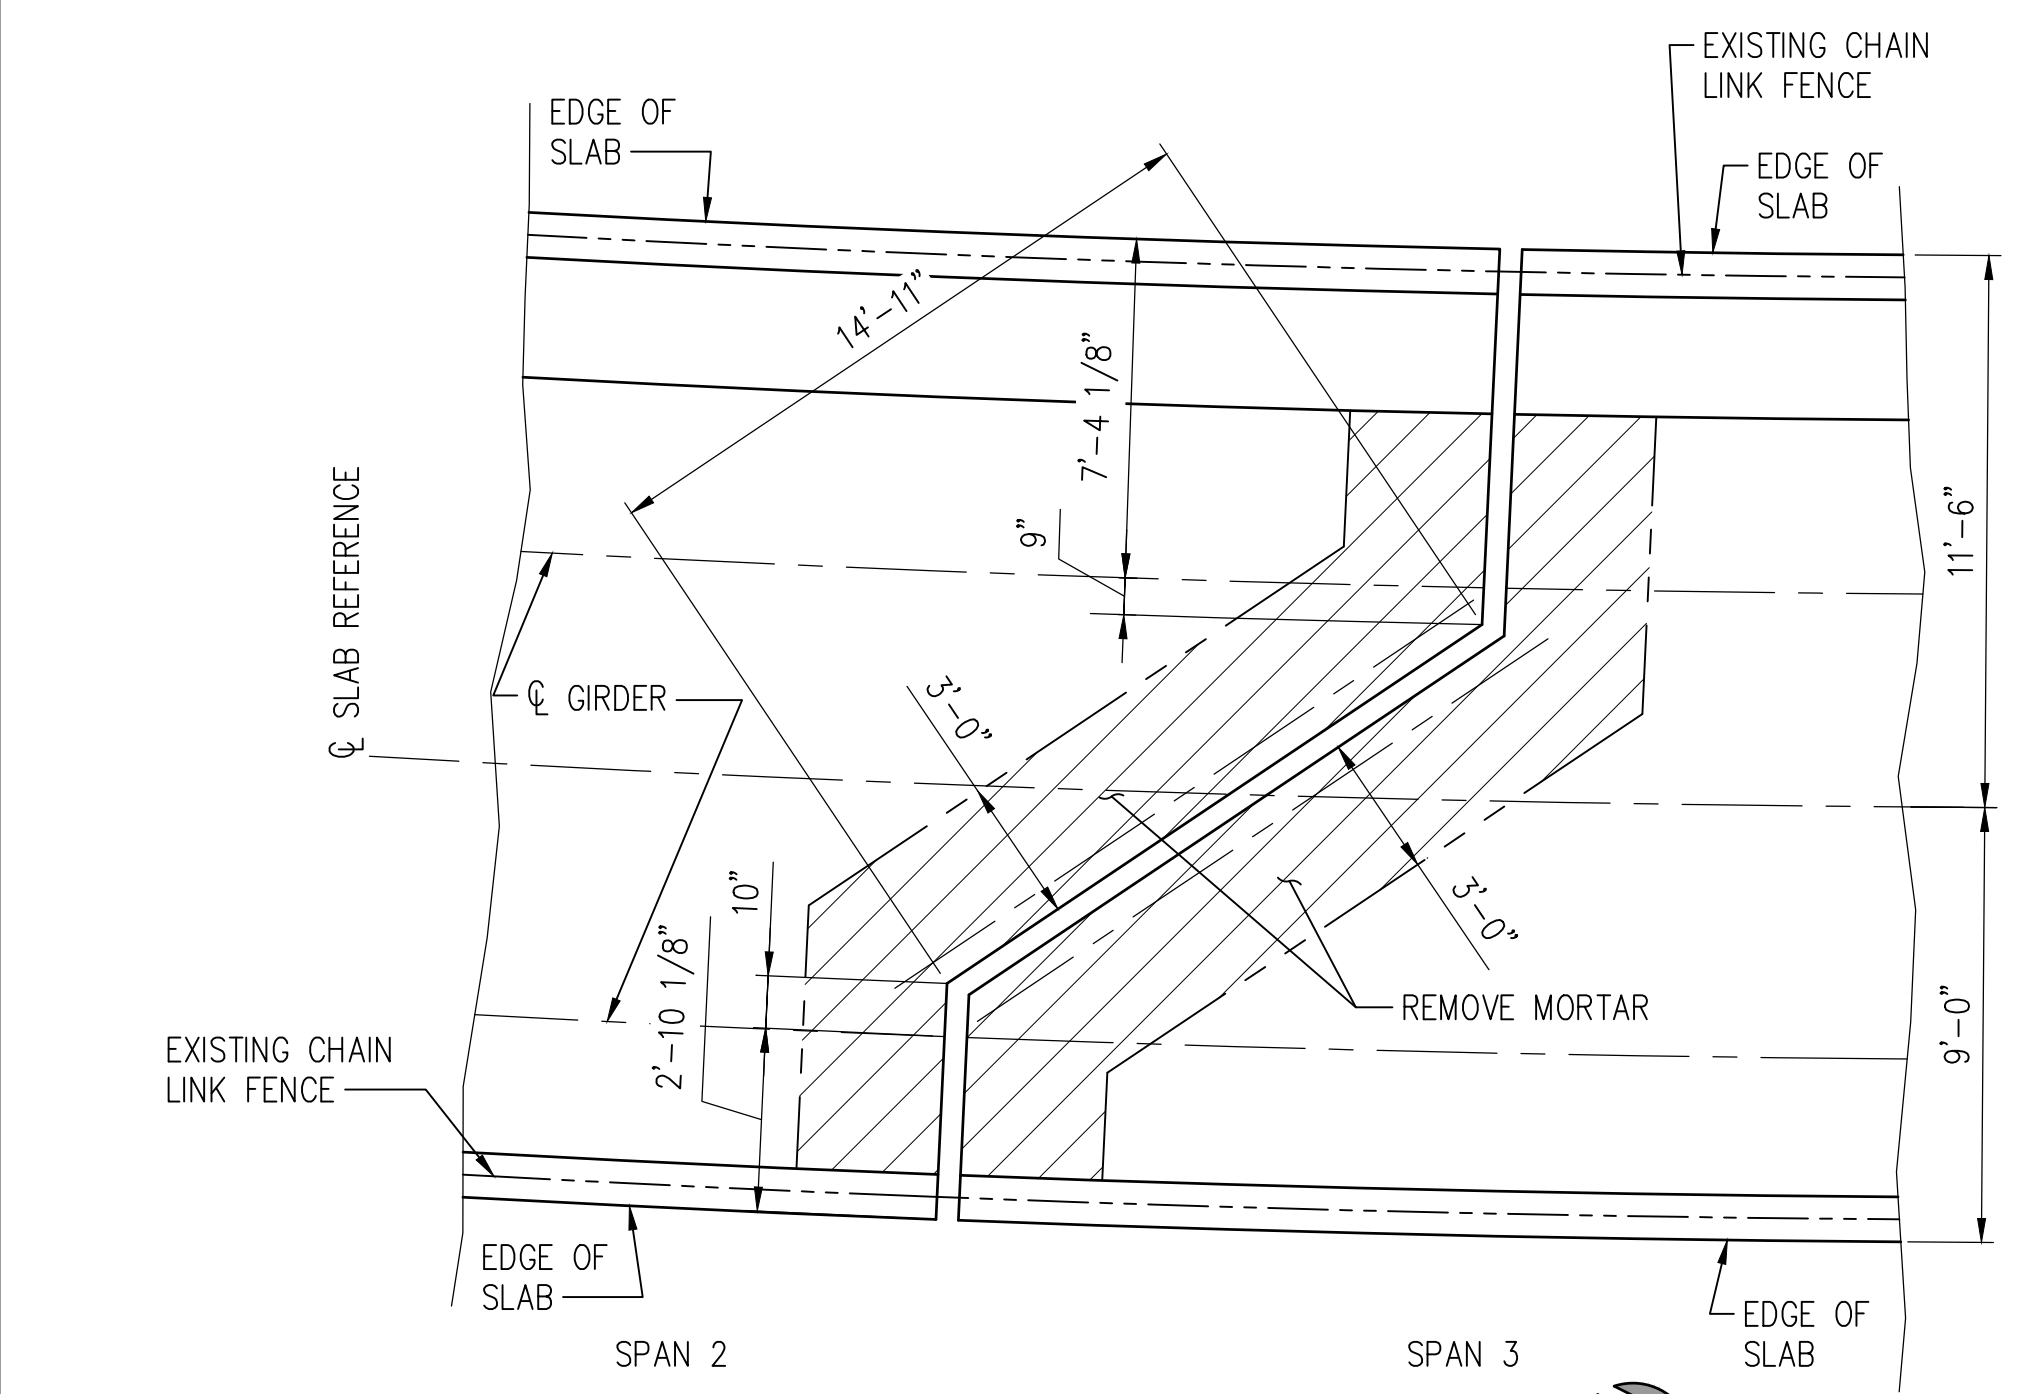 EXISTING CHAIN
LINK FENCE
EDGE OF
SLAB
EDGE OF
SLAB
14'-11"
7'-4 1/8"
9"
11'-6"
℄ SLAB REFERENCE
℄ GIRDER
3'-0"
10"
2'-10 1/8"
3'-0"
REMOVE MORTAR
9'-0"
EXISTING CHAIN
LINK FENCE
EDGE OF
SLAB
EDGE OF
SLAB
SPAN 2
SPAN 3